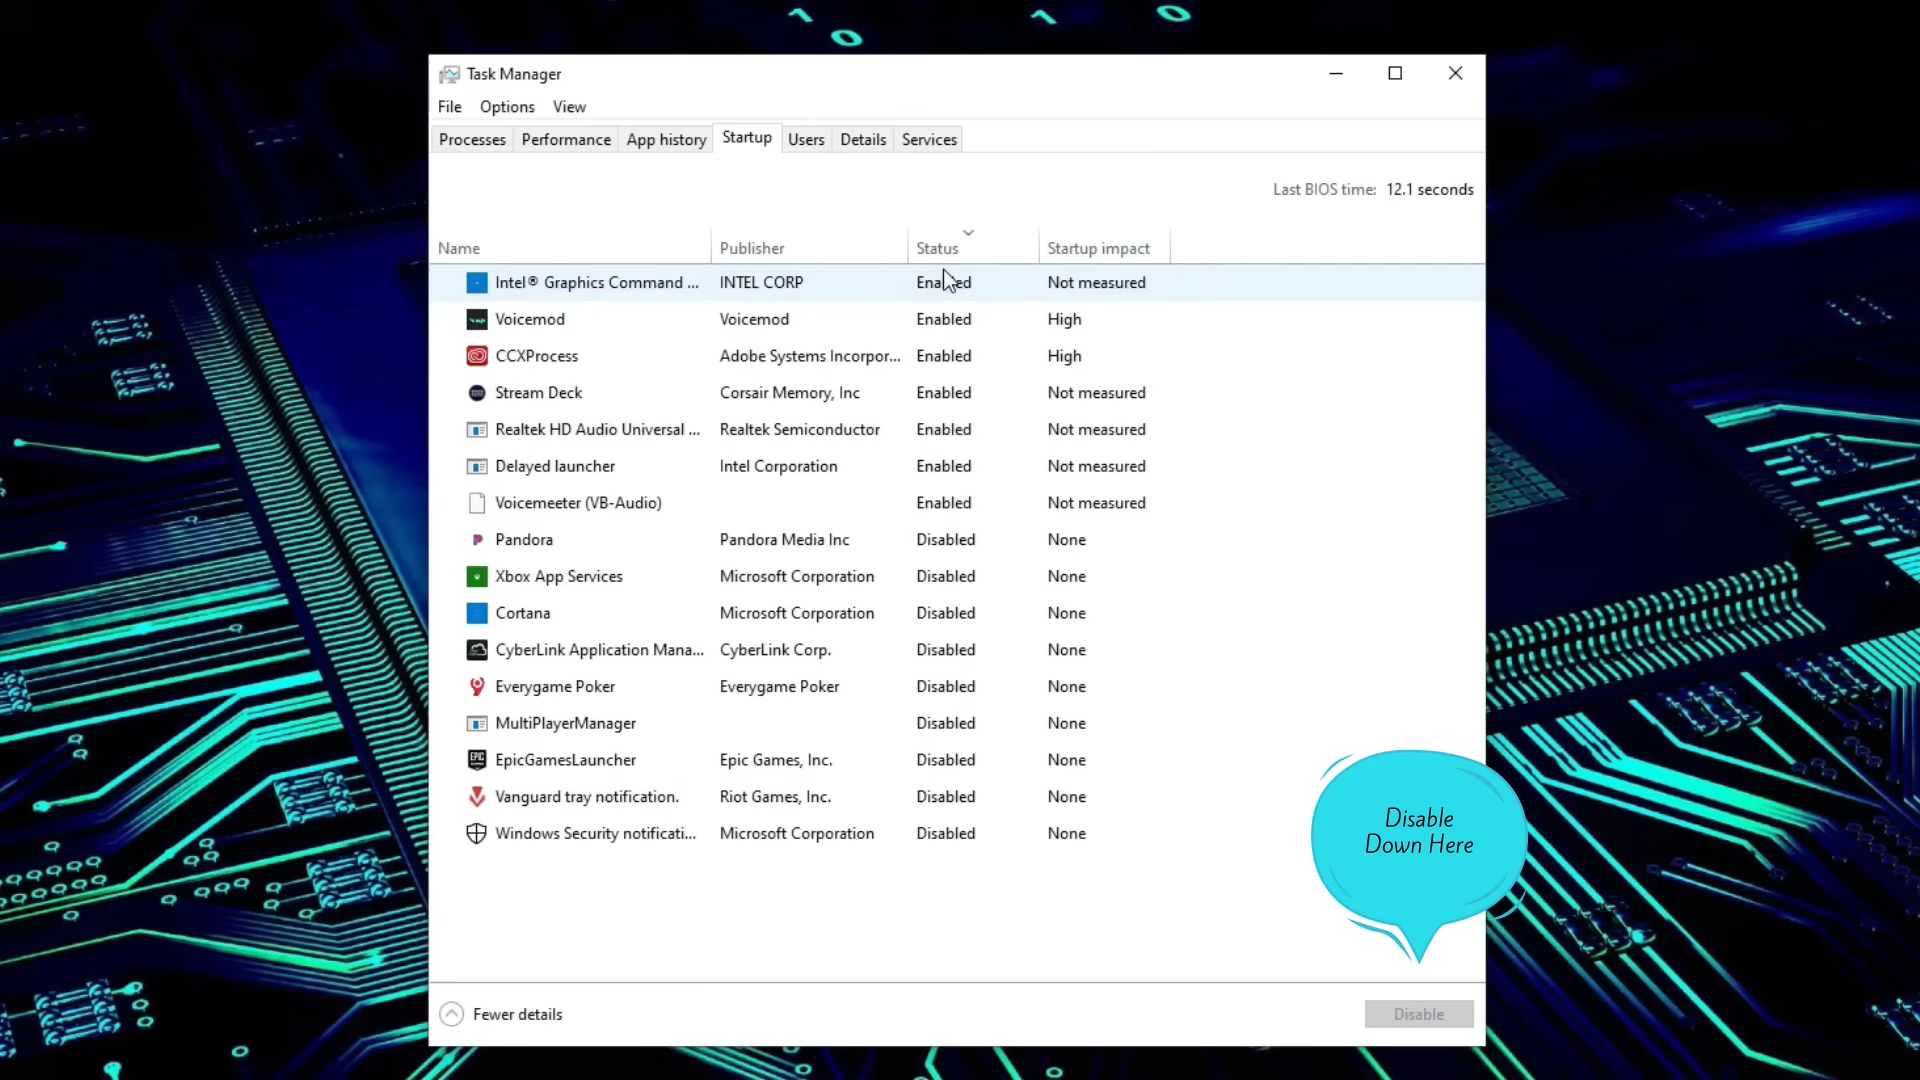 Task Manager
File Options View
Processes Performance App history Startup Users Details Services
Last BIOS time: 12.1 seconds
Name Publisher Status Startup impact
Intel® Graphics Command ... INTEL CORP Enabled Not measured
Voicemod Voicemod Enabled High
CCXProcess Adobe Systems Incorpor... Enabled High
Stream Deck Corsair Memory, Inc Enabled Not measured
Realtek HD Audio Universal ... Realtek Semiconductor Enabled Not measured
Delayed launcher Intel Corporation Enabled Not measured
Voicemeeter (VB-Audio) Enabled Not measured
Pandora Pandora Media Inc Disabled None
Xbox App Services Microsoft Corporation Disabled None
Cortana Microsoft Corporation Disabled None
CyberLink Application Mana... CyberLink Corp. Disabled None
Everygame Poker Everygame Poker Disabled None
MultiPlayerManager Disabled None
EpicGamesLauncher Epic Games, Inc. Disabled None
Vanguard tray notification. Riot Games, Inc. Disabled None
Windows Security notificati... Microsoft Corporation Disabled None
Disable
Down Here
Fewer details Disable